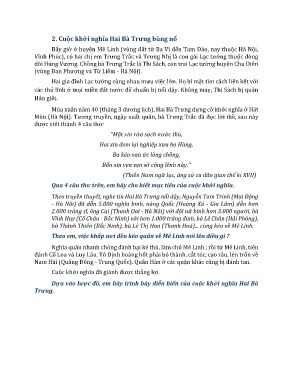 2. Cuộc khởi nghĩa Hai Bà Trưng bùng nổ
Bấy giờ ở huyện Mê Linh (vùng đất từ Ba Vì đến Tam Đảo, nay thuộc Hà Nội,
Vĩnh Phúc), có hai chị em Trưng Trắc và Trưng Nhị là con gái Lạc tướng thuộc dòng
dõi Hùng Vương. Chồng bà Trưng Trắc là Thi Sách, con trai Lạc tướng huyện Chu Diên
(vùng Đan Phượng và Từ Liêm - Hà Nội).
Hai gia đình Lạc tướng cùng nhau mưu việc lớn. Họ bí mật tìm cách liên kết với
các thủ lĩnh ở mọi miền đất nước để chuẩn bị nổi dậy. Không may, Thi Sách bị quân
Hán giết.
Mùa xuân năm 40 (tháng 3 dương lịch), Hai Bà Trưng dựng cờ khởi nghĩa ở Hát
Môn (Hà Nội). Tương truyền, ngày xuất quân, bà Trưng Trắc đã đọc lời thề, sau này
được viết thành 4 câu thơ:
"Một xin rửa sạch nước thù,
Hai xin đem lại nghiệp xưa họ Hùng,
Ba kẻo oan ức lòng chồng,
Bốn xin vẹn vẹn sở công lênh này."
(Thiên Nam ngữ lục, áng sử ca dân gian thế kỉ XVII)
Qua 4 câu thơ trên, em hãy cho biết mục tiêu của cuộc khởi nghĩa.
Theo truyền thuyết, nghe tin Hai Bà Trưng nổi dậy, Nguyễn Tam Trinh (Mai Động
- Hà Nội) đã dẫn 5.000 nghĩa binh, nàng Quốc (Hoàng Xá - Gia Lâm) dẫn hơn
2.000 tráng sĩ, ông Cai (Thanh Oai - Hà Nội) với đội nữ binh hơn 3.000 người, bà
Vĩnh Huy (Cổ Châu - Bắc Ninh) với hơn 1.000 tráng đinh, bà Lê Chân (Hải Phòng),
bà Thánh Thiên (Bắc Ninh), bà Lê Thị Hoa (Thanh Hoá)... cùng kéo về Mê Linh.
Theo em, việc khắp nơi đều kéo quân về Mê Linh nói lên điều gì ?
Nghĩa quân nhanh chóng đánh bại kẻ thù, làm chủ Mê Linh ; rồi từ Mê Linh, tiến
đánh Cổ Loa và Luy Lâu. Tô Định hoảng hốt phải bỏ thành, cắt tóc, cạo râu, lẻn trốn về
Nam Hải (Quảng Đông - Trung Quốc). Quân Hán ở các quận khác cũng bị đánh tan.
Cuộc khởi nghĩa đã giành được thắng lợi.
Dựa vào lược đồ, em hãy trình bày diễn biến của cuộc khởi nghĩa Hai Bà
Trưng.